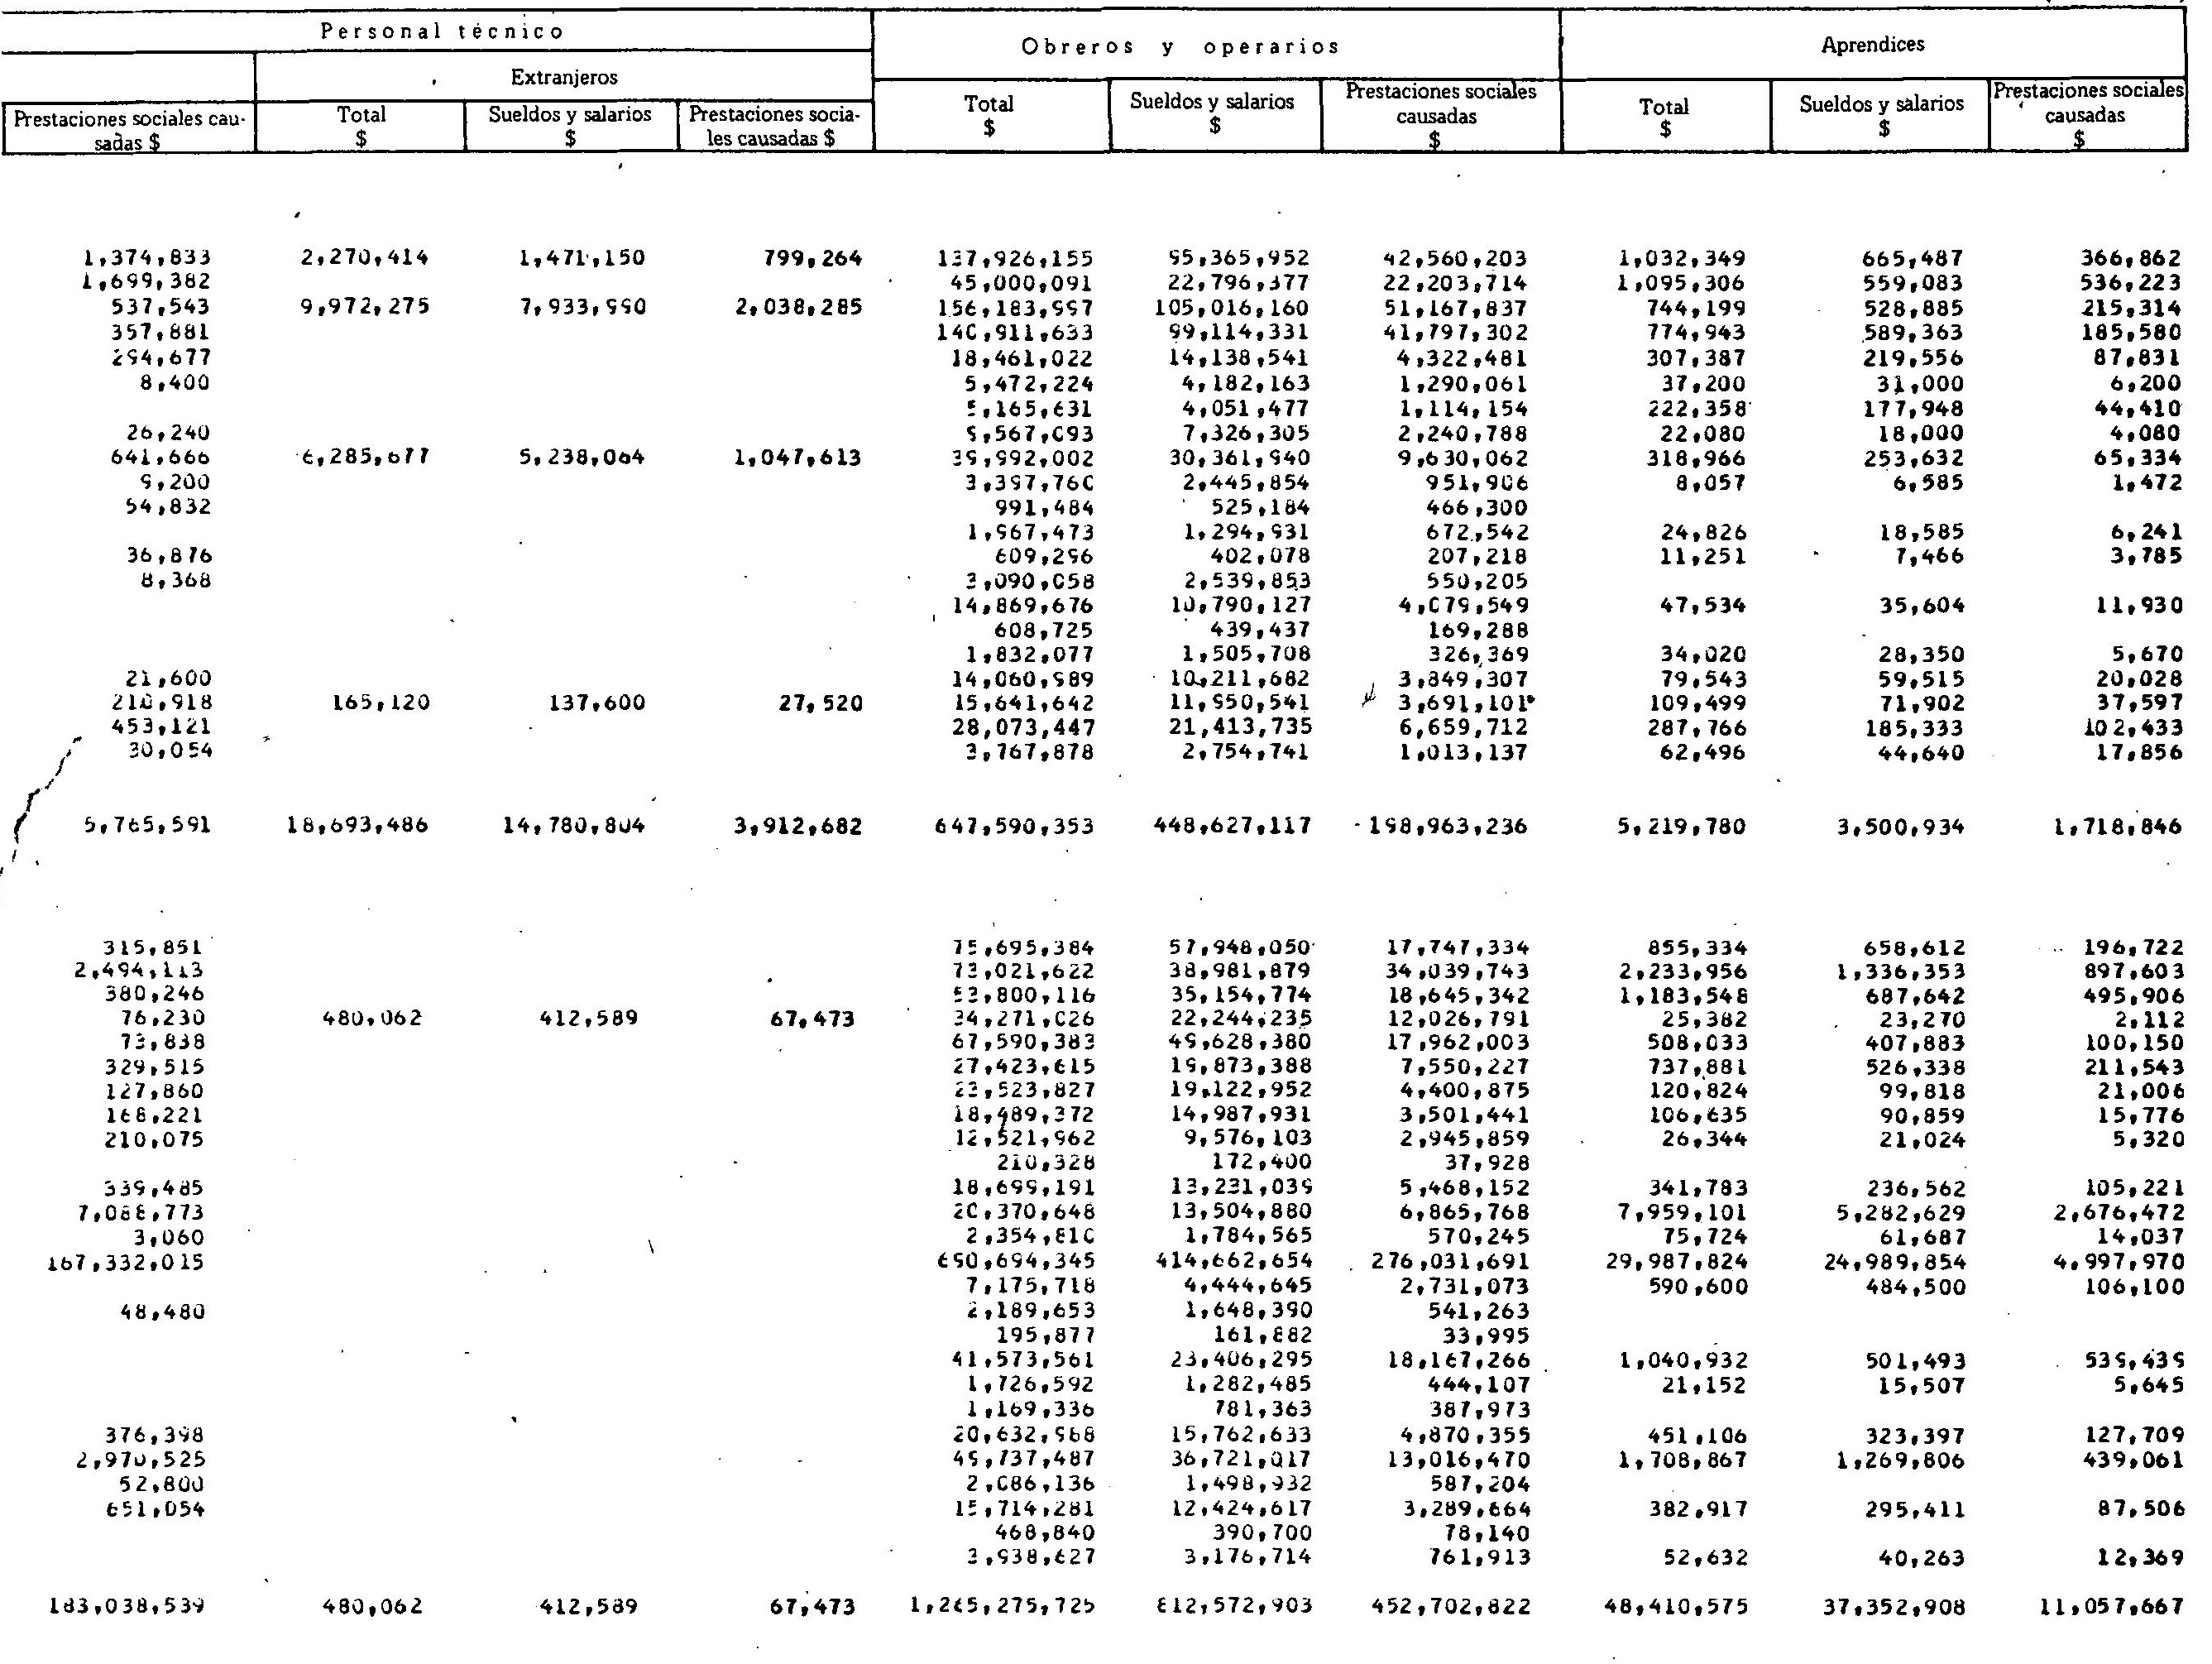 Personal técnico Obreros y operarios Aprendices
Extranjeros
Prestaciones sociales causadas $ Total $ Sueldos y salarios $ Prestaciones sociales causadas $ Total $ Sueldos y salarios $ Prestaciones sociales causadas $ Total $ Sueldos y salarios $ Prestaciones sociales causadas $
1,374,833 2,270,414 1,471,150 799,264 137,926,155 95,365,952 42,560,203 1,032,349 665,487 366,862
1,699,382 45,000,091 22,796,377 22,203,714 1,095,306 559,083 536,223
537,543 9,972,275 7,933,990 2,038,285 156,183,997 105,016,160 51,167,837 744,199 528,885 215,314
357,881 140,911,633 99,114,331 41,797,302 774,943 589,363 185,580
294,677 18,461,022 14,138,541 4,322,481 307,387 219,556 87,831
8,400 5,472,224 4,182,163 1,290,061 37,200 31,000 6,200
5,165,631 4,051,477 1,114,154 222,358 177,948 44,410
26,240 9,567,093 7,326,305 2,240,788 22,080 18,000 4,080
641,666 6,285,677 5,238,064 1,047,613 39,992,002 30,361,940 9,630,062 318,966 253,632 65,334
9,200 3,397,760 2,445,854 951,906 8,057 6,585 1,472
54,832 991,484 525,184 466,300
1,967,473 1,294,931 672,542 24,826 18,585 6,241
36,876 609,296 402,078 207,218 11,251 7,466 3,785
8,368 3,090,058 2,539,853 550,205
14,869,676 10,790,127 4,079,549 47,534 35,604 11,930
608,725 439,437 169,288
1,832,077 1,505,708 326,369 34,020 28,350 5,670
21,600 14,060,989 10,211,682 3,849,307 79,543 59,515 20,028
210,918 165,120 137,600 27,520 15,641,642 11,950,541 3,691,101 109,499 71,902 37,597
453,121 28,073,447 21,413,735 6,659,712 287,766 185,333 102,433
30,054 3,767,878 2,754,741 1,013,137 62,496 44,640 17,856
5,765,591 18,693,486 14,780,804 3,912,682 647,590,353 448,627,117 198,963,236 5,219,780 3,500,934 1,718,846
315,851 75,695,384 57,948,050 17,747,334 855,334 658,612 196,722
2,494,113 73,021,622 38,981,879 34,039,743 2,233,956 1,336,353 897,603
380,246 53,800,116 35,154,774 18,645,342 1,183,548 687,642 495,906
76,230 480,062 412,589 67,473 34,271,026 22,244,235 12,026,791 25,382 23,270 2,112
73,838 67,590,383 49,628,380 17,962,003 508,033 407,883 100,150
329,515 27,423,615 19,873,388 7,550,227 737,881 526,338 211,543
127,860 23,523,827 19,122,952 4,400,875 120,824 99,818 21,006
168,221 18,489,372 14,987,931 3,501,441 106,635 90,859 15,776
210,075 12,521,962 9,576,103 2,945,859 26,344 21,024 5,320
210,328 172,400 37,928
339,485 18,699,191 13,231,039 5,468,152 341,783 236,562 105,221
7,088,773 20,370,648 13,504,880 6,865,768 7,959,101 5,282,629 2,676,472
3,060 2,354,810 1,784,565 570,245 75,724 61,687 14,037
167,332,015 690,694,345 414,662,654 276,031,691 29,987,824 24,989,854 4,997,970
7,175,718 4,444,645 2,731,073 590,600 484,500 106,100
48,480 2,189,653 1,648,390 541,263
195,877 161,882 33,995
41,573,561 23,406,295 18,167,266 1,040,932 501,493 539,439
1,726,592 1,282,485 444,107 21,152 15,507 5,645
1,169,336 781,363 387,973
376,398 20,632,988 15,762,633 4,870,355 451,106 323,397 127,709
2,970,525 49,737,487 36,721,017 13,016,470 1,708,867 1,269,806 439,061
52,800 2,086,136 1,498,932 587,204
651,054 15,714,281 12,424,617 3,289,664 382,917 295,411 87,506
468,840 390,700 78,140
3,938,627 3,176,714 761,913 52,632 40,263 12,369
183,038,539 480,062 412,589 67,473 1,265,275,725 812,572,903 452,702,822 48,410,575 37,352,908 11,057,667